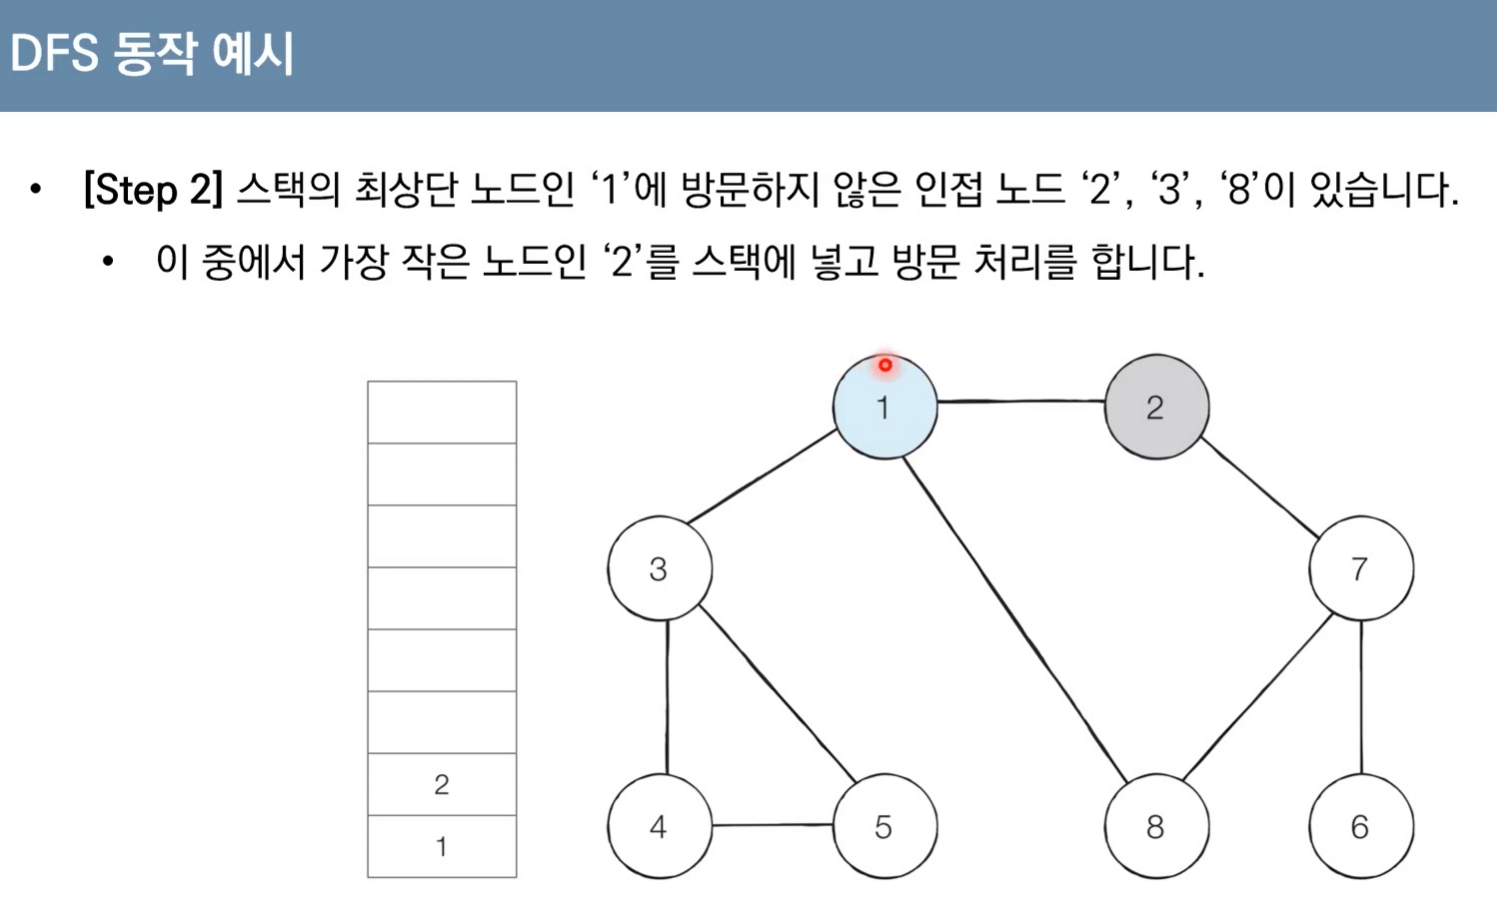 DFS 동작 예시
• [Step 2] 스택의 최상단 노드인 ‘1’에 방문하지 않은 인접 노드 ‘2’, ‘3’, ‘8’이 있습니다.
• 이 중에서 가장 작은 노드인 ‘2’를 스택에 넣고 방문 처리를 합니다.
1 2
3 7
2
1
4 5 8 6